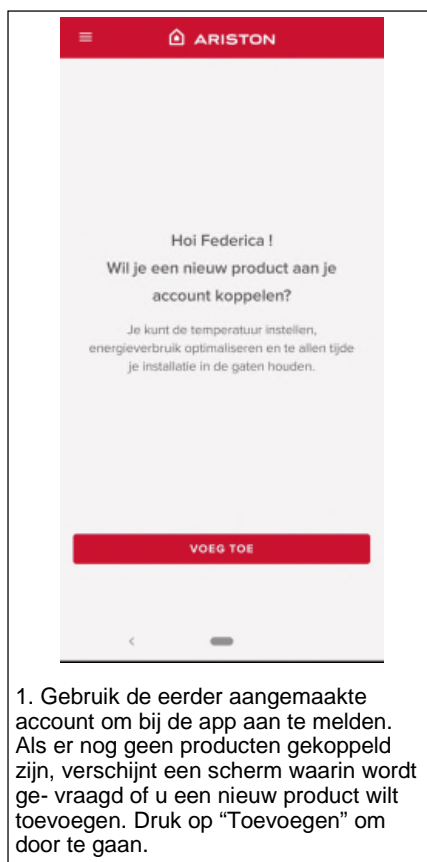 ARISTON
Hoi Federica !
Wil je een nieuw product aan je
account koppelen?
Je kunt de temperatuur instellen,
energieverbruik optimaliseren en te allen tijde
je installatie in de gaten houden.
VOEG TOE
1. Gebruik de eerder aangemaakte
account om bij de app aan te melden.
Als er nog geen producten gekoppeld
zijn, verschijnt een scherm waarin wordt
ge- vraagd of u een nieuw product wilt
toevoegen. Druk op “Toevoegen” om
door te gaan.